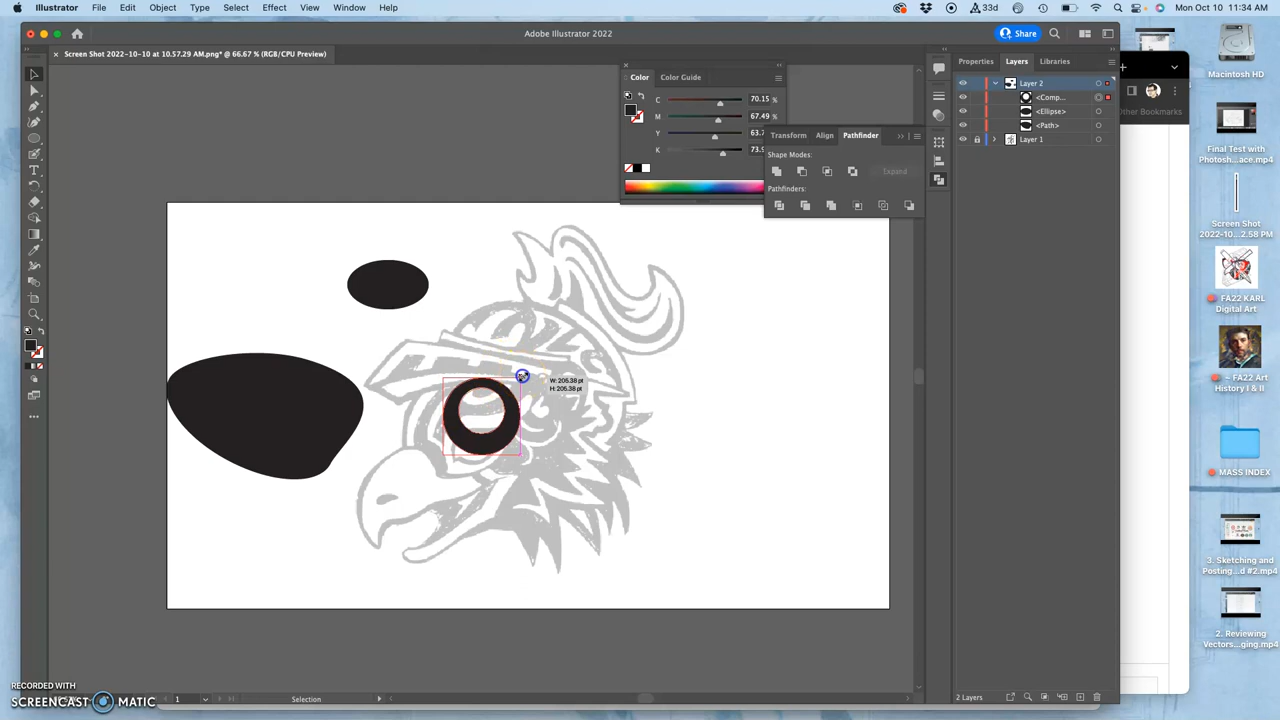 Illustrator File Edit Object Type Select Effect View Window Help
33d
Mon Oct 10 11:34 AM
Adobe Illustrator 2022
Share
Screen Shot 2022-10-10 at 10.57.29 AM.png* @ 66.67 % (RGB/CPU Preview)
Color Color Guide
C 70.15 %
M 67.49 %
Y 63.7
K 73.9
Transform Align Pathfinder
Shape Modes:
Expand
Pathfinders:
Properties Layers Libraries
Layer 2
<Comp...
<Ellipse>
<Path>
Layer 1
W: 205.38 pt
H: 205.38 pt
Other Bookmarks
Macintosh HD
Final Test with
Photosh...ace.mp4
Screen Shot
2022-10...2.58 PM
FA22 KARL
Digital Art
~ FA22 Art
History I & II
MASS INDEX
3. Sketching and
Posting...d #2.mp4
2. Reviewing
Vectors...ging.mp4
1
Selection
2 Layers
RECORDED WITH
SCREENCAST MATIC